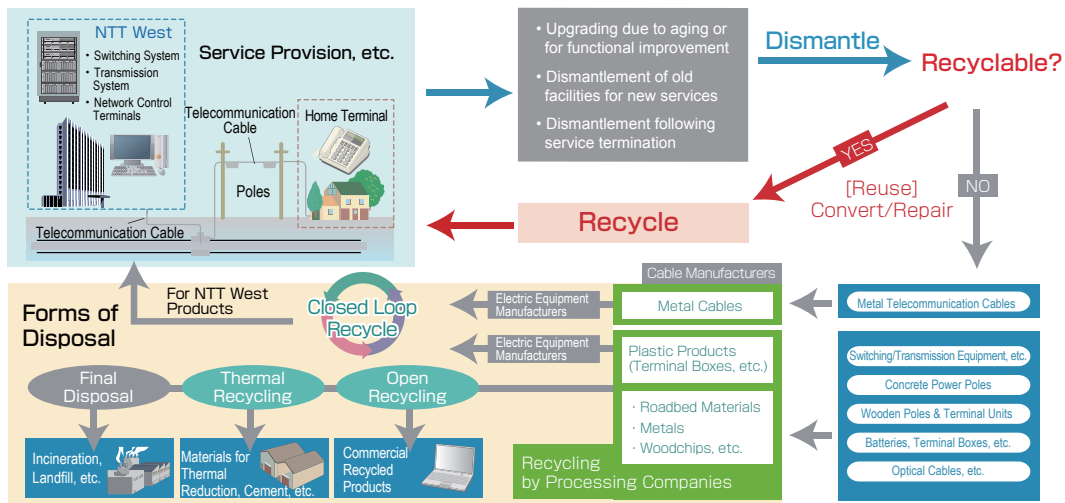 NTT West
• Switching System
• Transmission
System
• Network Control
Terminals
Service Provision, etc.
Telecommunication
Cable
Home Terminal
Poles
Telecommunication Cable
• Upgrading due to aging or
for functional improvement
• Dismantlement of old
facilities for new services
• Dismantlement following
service termination
Dismantle
Recyclable?
YES
NO
[Reuse]
Convert/Repair
Recycle
Forms of
Disposal
For NTT West
Products
Closed Loop
Recycle
Electric Equipment
Manufacturers
Electric Equipment
Manufacturers
Cable Manufacturers
Metal Cables
Plastic Products
(Terminal Boxes, etc.)
・Roadbed Materials
・Metals
・Woodchips, etc.
Recycling
by Processing Companies
Metal Telecommunication Cables
Switching/Transmission Equipment, etc.
Concrete Power Poles
Wooden Poles & Terminal Units
Batteries, Terminal Boxes, etc.
Optical Cables, etc.
Final
Disposal
Thermal
Recycling
Open
Recycling
Incineration,
Landfill, etc.
Materials for
Thermal
Reduction, Cement, etc.
Commercial
Recycled
Products